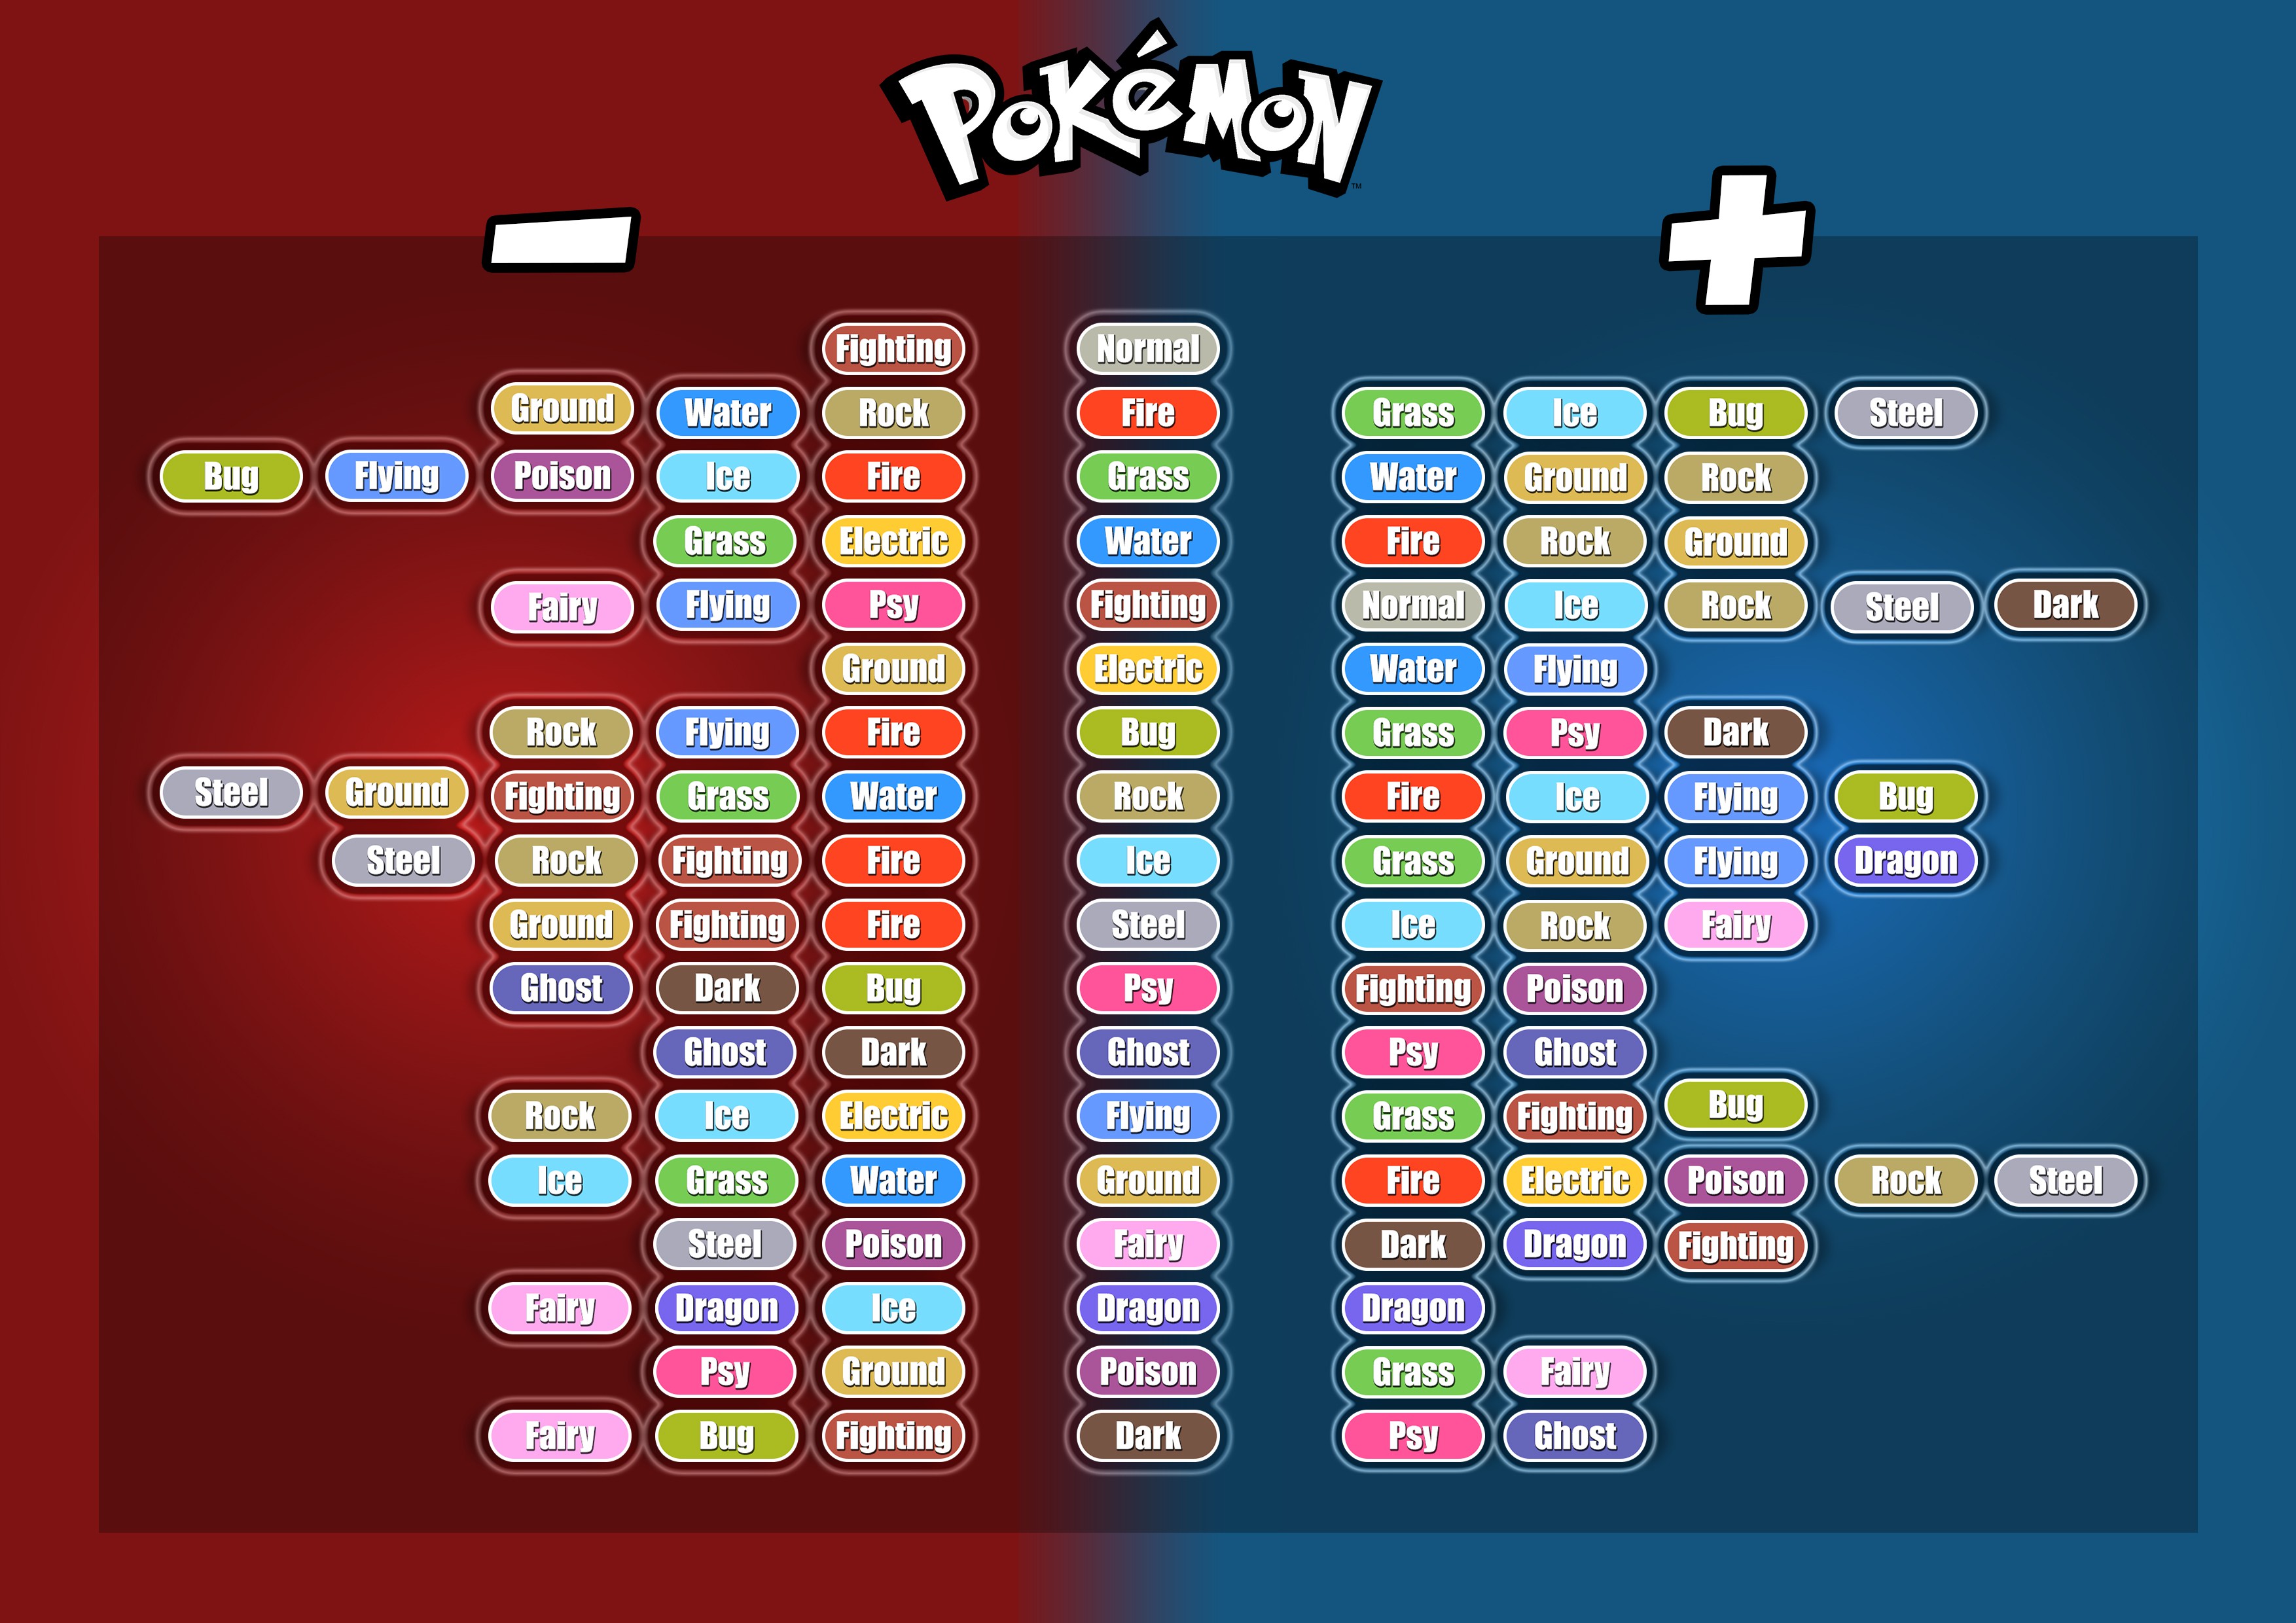 POKéMON
TM
Fighting Normal
Ground Water Rock Fire Grass Ice Bug Steel
Bug Flying Poison Ice Fire Grass Water Ground Rock
Grass Electric Water Fire Rock Ground
Fairy Flying Psy Fighting Normal Ice Rock Steel Dark
Ground Electric Water Flying
Rock Flying Fire Bug Grass Psy Dark
Steel Ground Fighting Grass Water Rock Fire Ice Flying Bug
Steel Rock Fighting Fire Ice Grass Ground Flying Dragon
Ground Fighting Fire Steel Ice Rock Fairy
Ghost Dark Bug Psy Fighting Poison
Ghost Dark Ghost Psy Ghost
Rock Ice Electric Flying Grass Fighting Bug
Ice Grass Water Ground Fire Electric Poison Rock Steel
Steel Poison Fairy Dark Dragon Fighting
Fairy Dragon Ice Dragon Dragon
Psy Ground Poison Grass Fairy
Fairy Bug Fighting Dark Psy Ghost